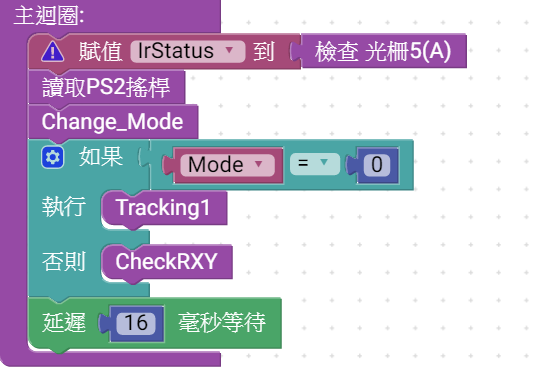 主迴圈:
賦值 IrStatus 到 檢查 光柵5(A)
讀取PS2搖桿
Change_Mode
如果 Mode = 0
執行 Tracking1
否則 CheckRXY
延遲 16 毫秒等待